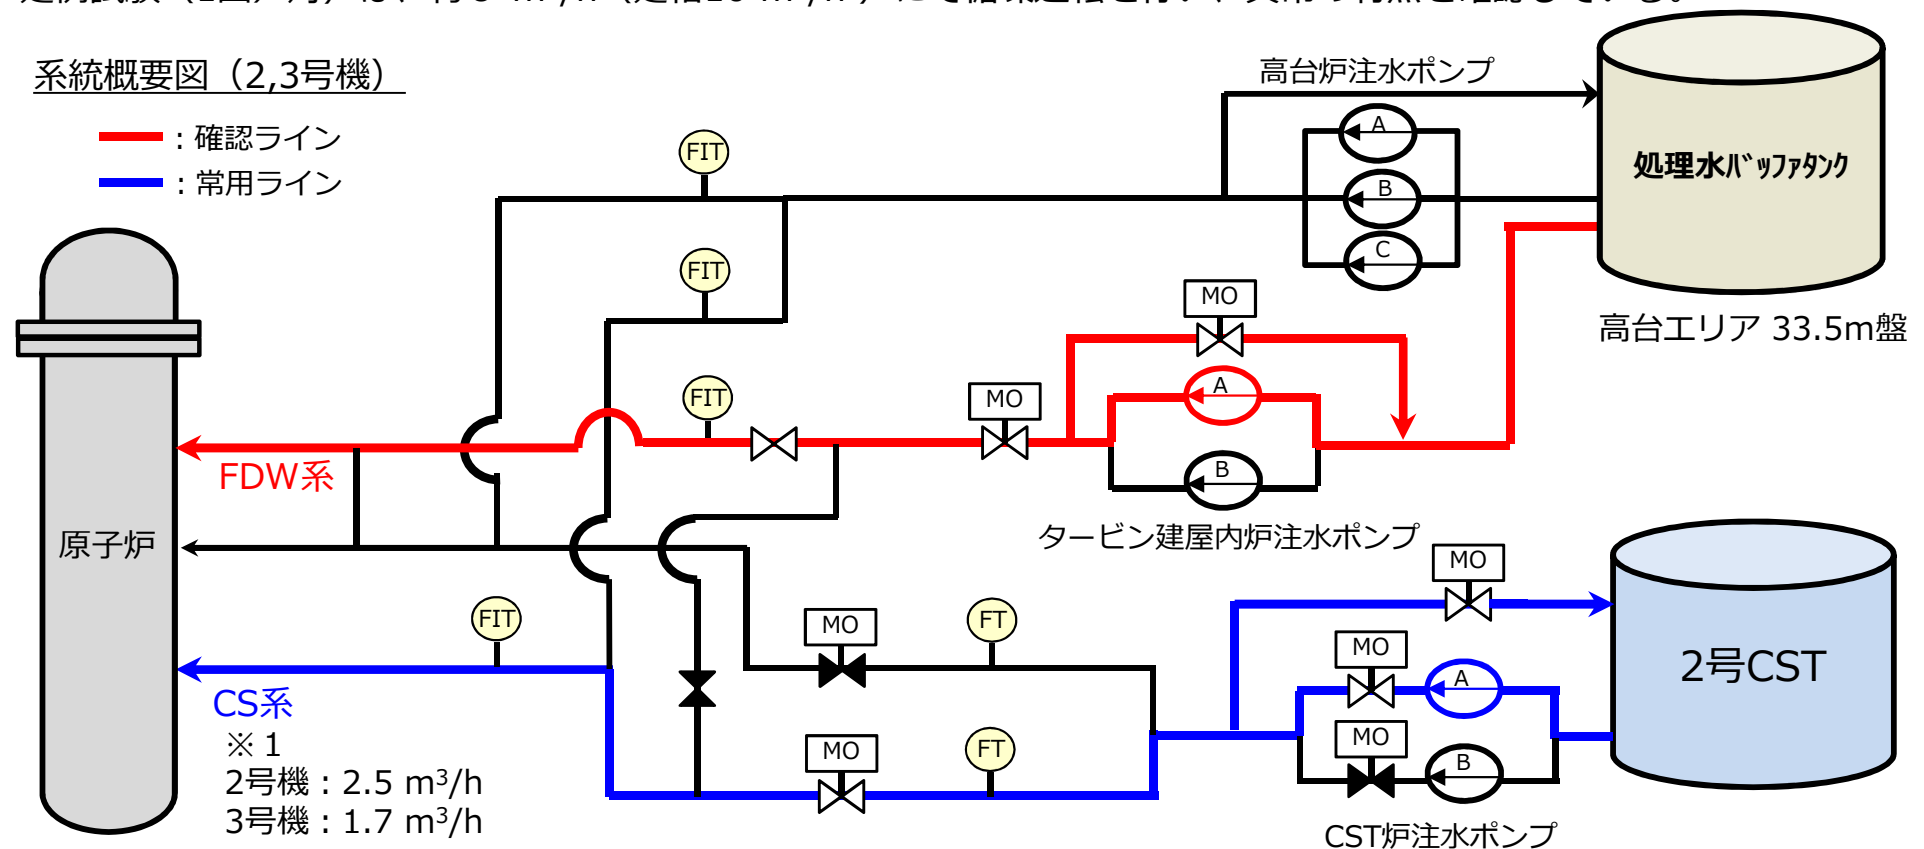 系統概要図（2,3号機）
：確認ライン
：常用ライン
高台炉注水ポンプ
A
B
C
処理水ﾊﾞｯﾌｧﾀﾝｸ
高台エリア 33.5m盤
FIT
FIT
FIT
MO
MO
A
B
タービン建屋内炉注水ポンプ
FDW系
原子炉
FIT
CS系
※１
2号機：2.5 m³/h
3号機：1.7 m³/h
MO
FT
MO
FT
MO
MO
A
MO
B
CST炉注水ポンプ
2号CST